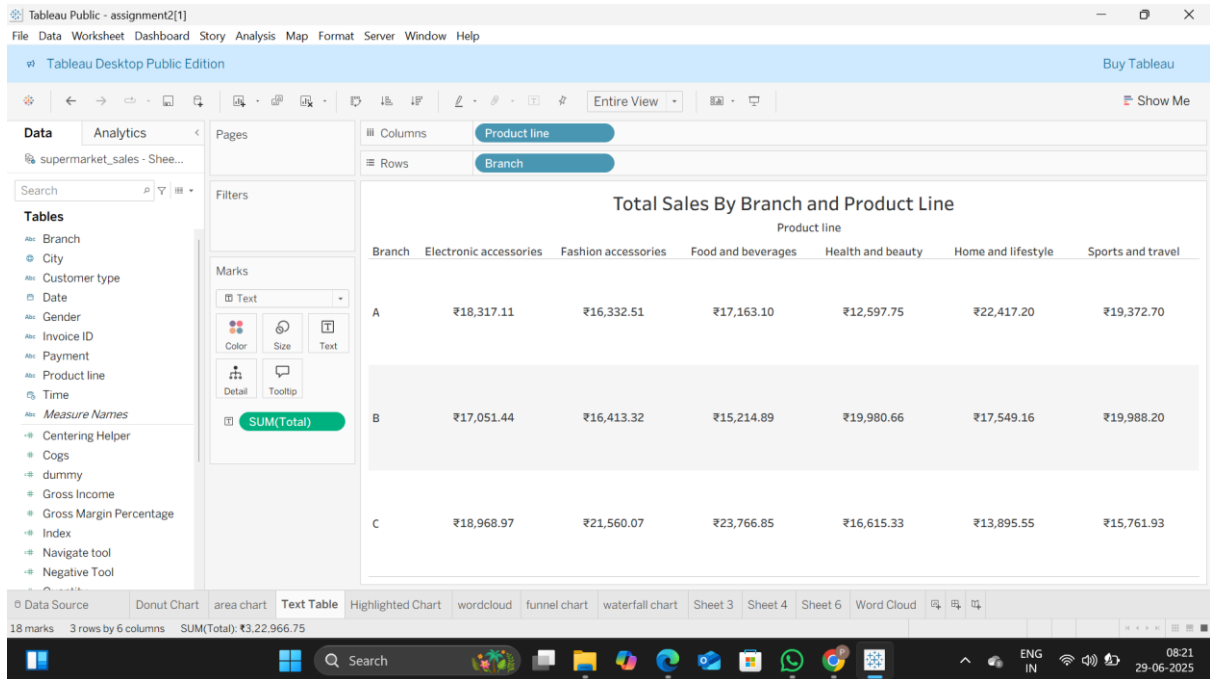 Tableau Public - assignment2[1]
File Data Worksheet Dashboard Story Analysis Map Format Server Window Help
Tableau Desktop Public Edition Buy Tableau
Entire View Show Me
Data Analytics
supermarket_sales - Shee...
Search
Tables
Abc Branch
City
Abc Customer type
Date
Abc Gender
Abc Invoice ID
Abc Payment
Abc Product line
Time
Abc Measure Names
Centering Helper
Cogs
dummy
Gross Income
Gross Margin Percentage
Index
Navigate tool
Negative Tool
Pages
Filters
Marks
Text
Color Size Text
Detail Tooltip
SUM(Total)
Columns Product line
Rows Branch
Total Sales By Branch and Product Line
Product line
Branch Electronic accessories Fashion accessories Food and beverages Health and beauty Home and lifestyle Sports and travel
A ₹18,317.11 ₹16,332.51 ₹17,163.10 ₹12,597.75 ₹22,417.20 ₹19,372.70
B ₹17,051.44 ₹16,413.32 ₹15,214.89 ₹19,980.66 ₹17,549.16 ₹19,988.20
C ₹18,968.97 ₹21,560.07 ₹23,766.85 ₹16,615.33 ₹13,895.55 ₹15,761.93
Data Source Donut Chart area chart Text Table Highlighted Chart wordcloud funnel chart waterfall chart Sheet 3 Sheet 4 Sheet 6 Word Cloud
18 marks 3 rows by 6 columns SUM(Total): ₹3,22,966.75
Search ENG 08:21
IN 29-06-2025